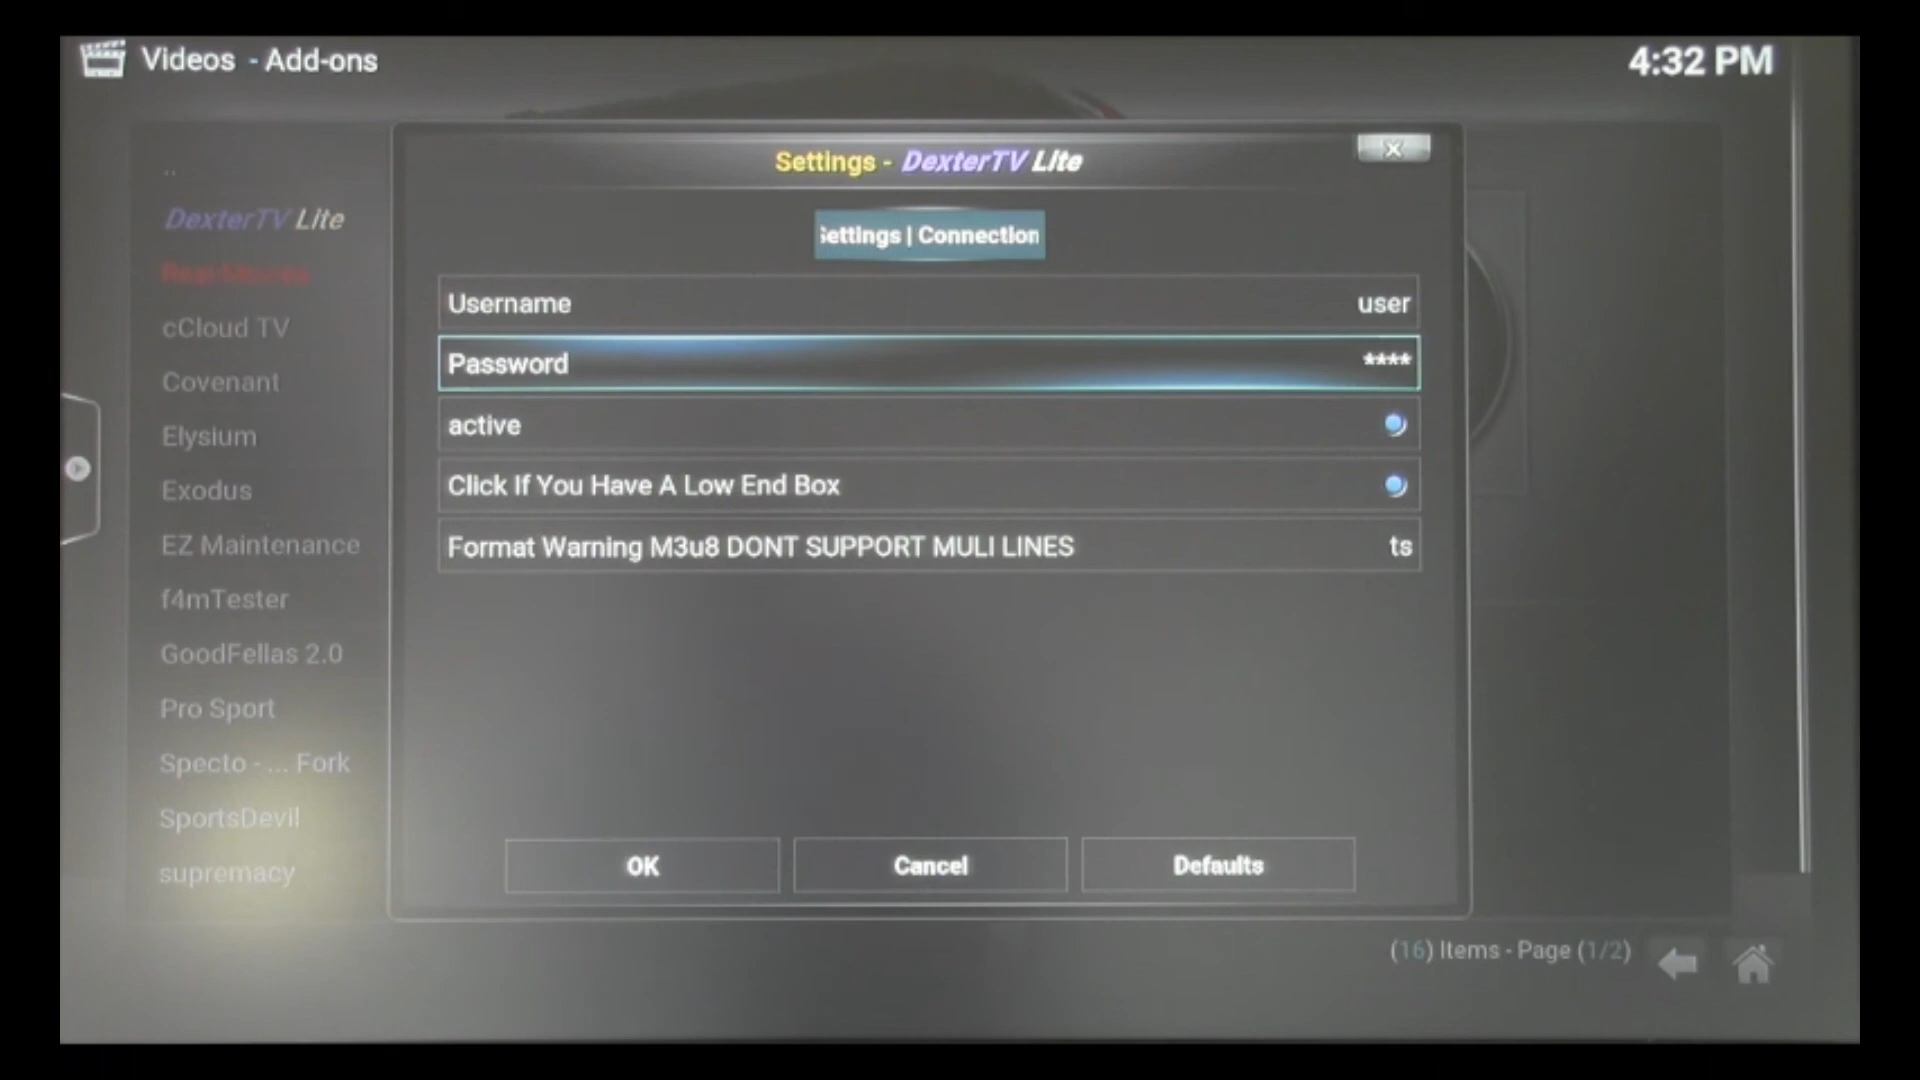 Videos - Add-ons
4:32 PM
Settings - DexterTV Lite
x
ettings | Connection
Username user
Password ****
active
Click If You Have A Low End Box
Format Warning M3u8 DONT SUPPORT MULI LINES ts
OK Cancel Defaults
..
DexterTV Lite
cCloud TV
Covenant
Elysium
Exodus
EZ Maintenance
f4mTester
GoodFellas 2.0
Pro Sport
Specto - ... Fork
SportsDevil
supremacy
(16) Items - Page (1/2)